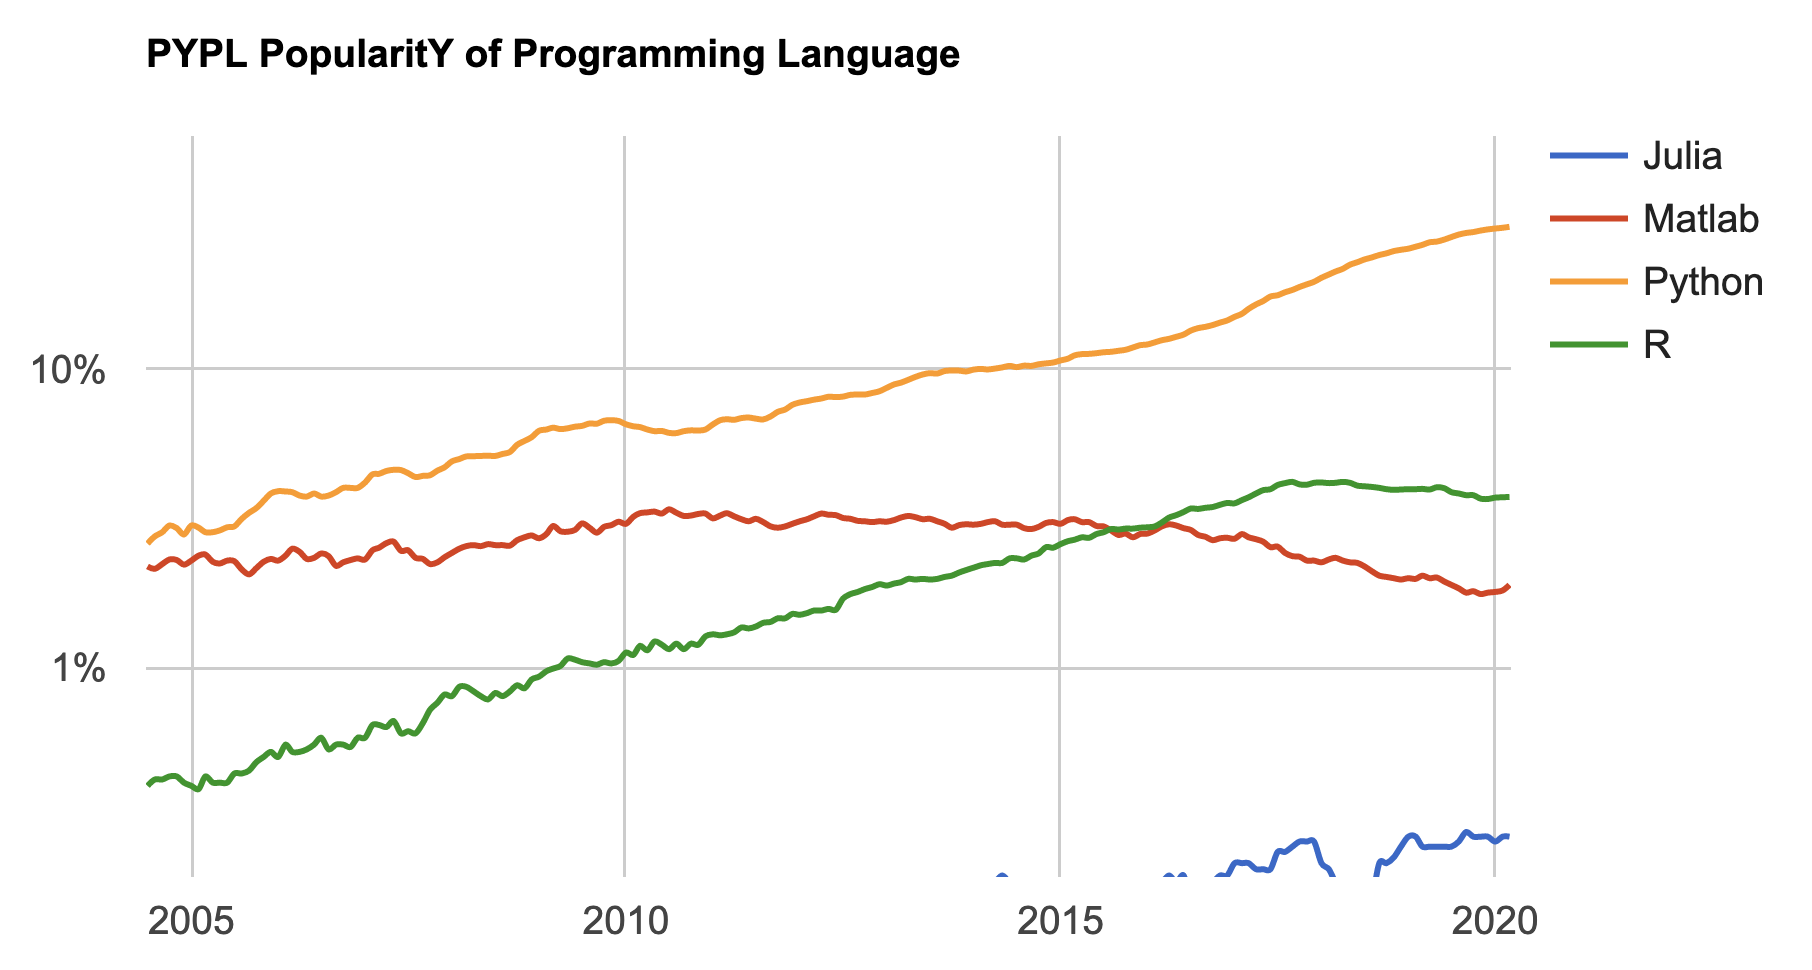 PYPL PopularitY of Programming Language
Julia
Matlab
Python
R
10%
1%
2005
2010
2015
2020